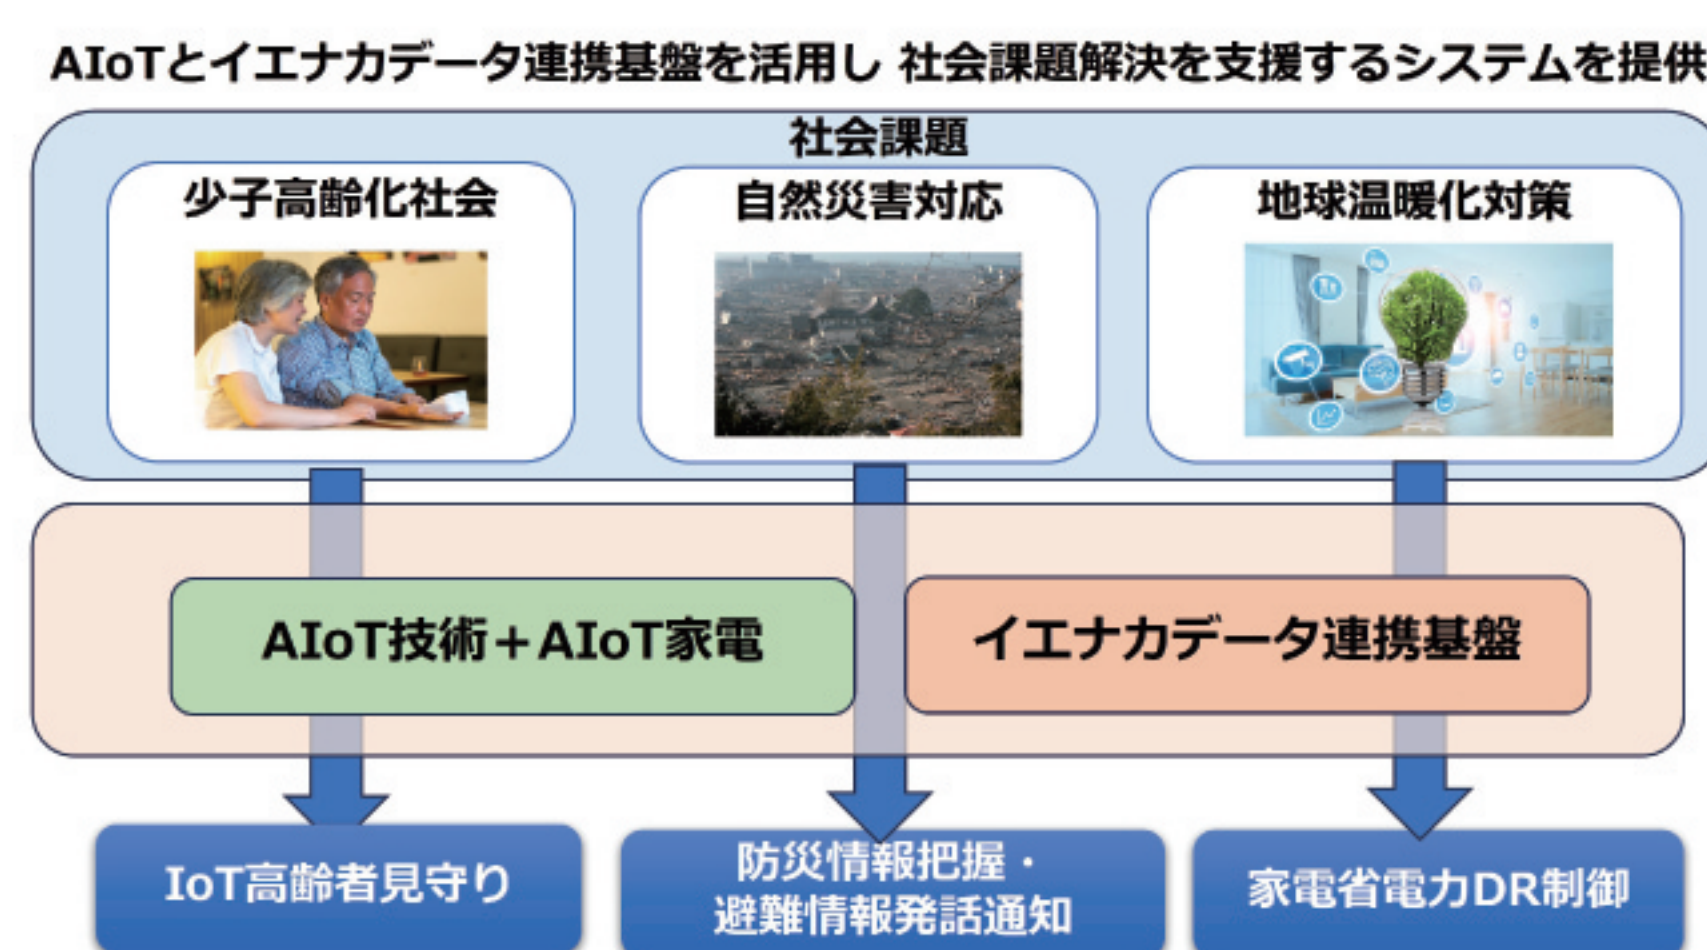 AIoTとイエナカデータ連携基盤を活用し 社会課題解決を支援するシステムを提供
社会課題
少子高齢化社会
自然災害対応
地球温暖化対策
AIoT技術＋AIoT家電
イエナカデータ連携基盤
IoT高齢者見守り
防災情報把握・
避難情報発話通知
家電省電力DR制御